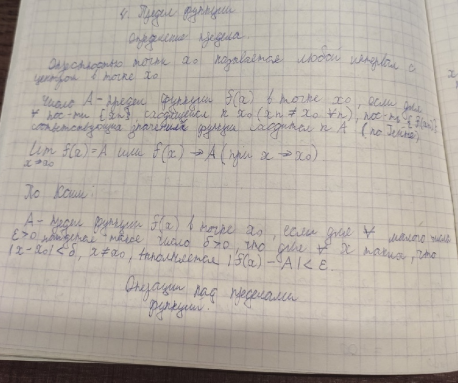 §. Предел функции
Определение предела.
Окрестностью точки x₀ называется любой интервал с
центром в точке x₀
Число A - предел функции f(x) в точке x₀, если для
∀ пос-ти {xₙ}, сходящейся к x₀ (xₙ ≠ x₀ ∀n), пос-ть {f(xₙ)}
соответствующих значений функции сходится к A (по Гейне)
lim f(x) = A или f(x) → A (при x → x₀)
x→x₀
По Коши:
A - предел функции f(x) в точке x₀, если для ∀ малого числа
ε>0 найдется такое число δ>0, что для ∀ x таких, что
|x-x₀|<δ, x≠x₀, выполняется |f(x) - A| < ε.
Операции над пределами
функции.